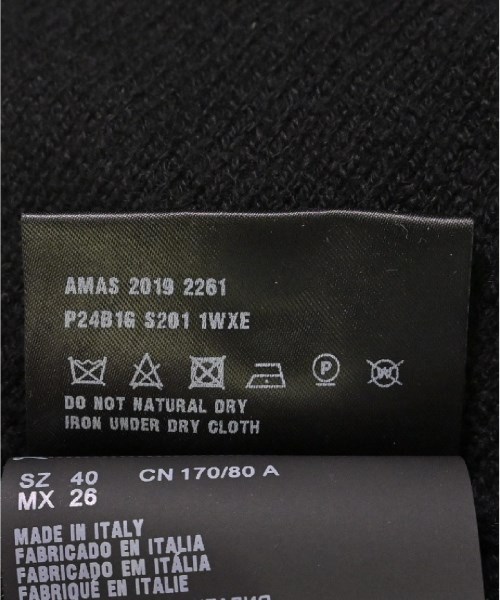 AMAS 2019 2261
P24B1G S201 1WXE
P W
DO NOT NATURAL DRY
IRON UNDER DRY CLOTH
SZ 40 CN 170/80 A
MX 26
MADE IN ITALY
FABRICADO EN ITALIA
FABRICADO EM ITÁLIA
FABRIQUÉ EN ITALIE